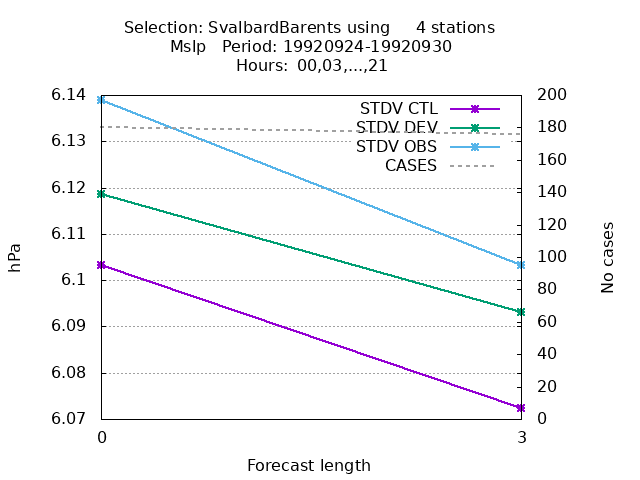 Selection: SvalbardBarents using     4 stations
Mslp   Period: 19920924-19920930
Hours:  00,03,...,21
6.14
6.13
6.12
6.11
6.1
6.09
6.08
6.07
hPa
STDV CTL
STDV DEV
STDV OBS
CASES
200
180
160
140
120
100
80
60
40
20
0
No cases
0 3
Forecast length